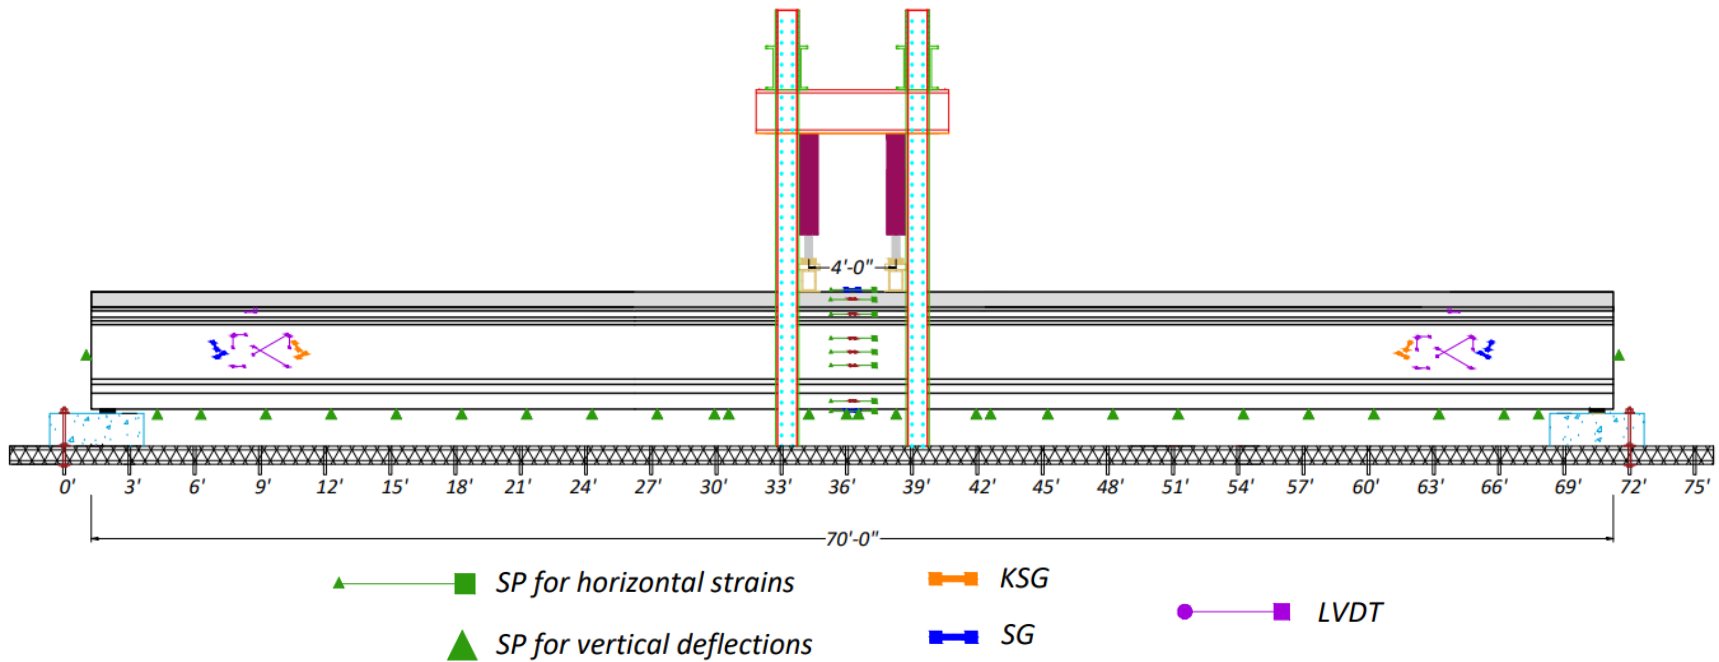 4'-0"
0' 3' 6' 9' 12' 15' 18' 21' 24' 27' 30' 33' 36' 39' 42' 45' 48' 51' 54' 57' 60' 63' 66' 69' 72' 75'
70'-0"
SP for horizontal strains
KSG
LVDT
SP for vertical deflections
SG